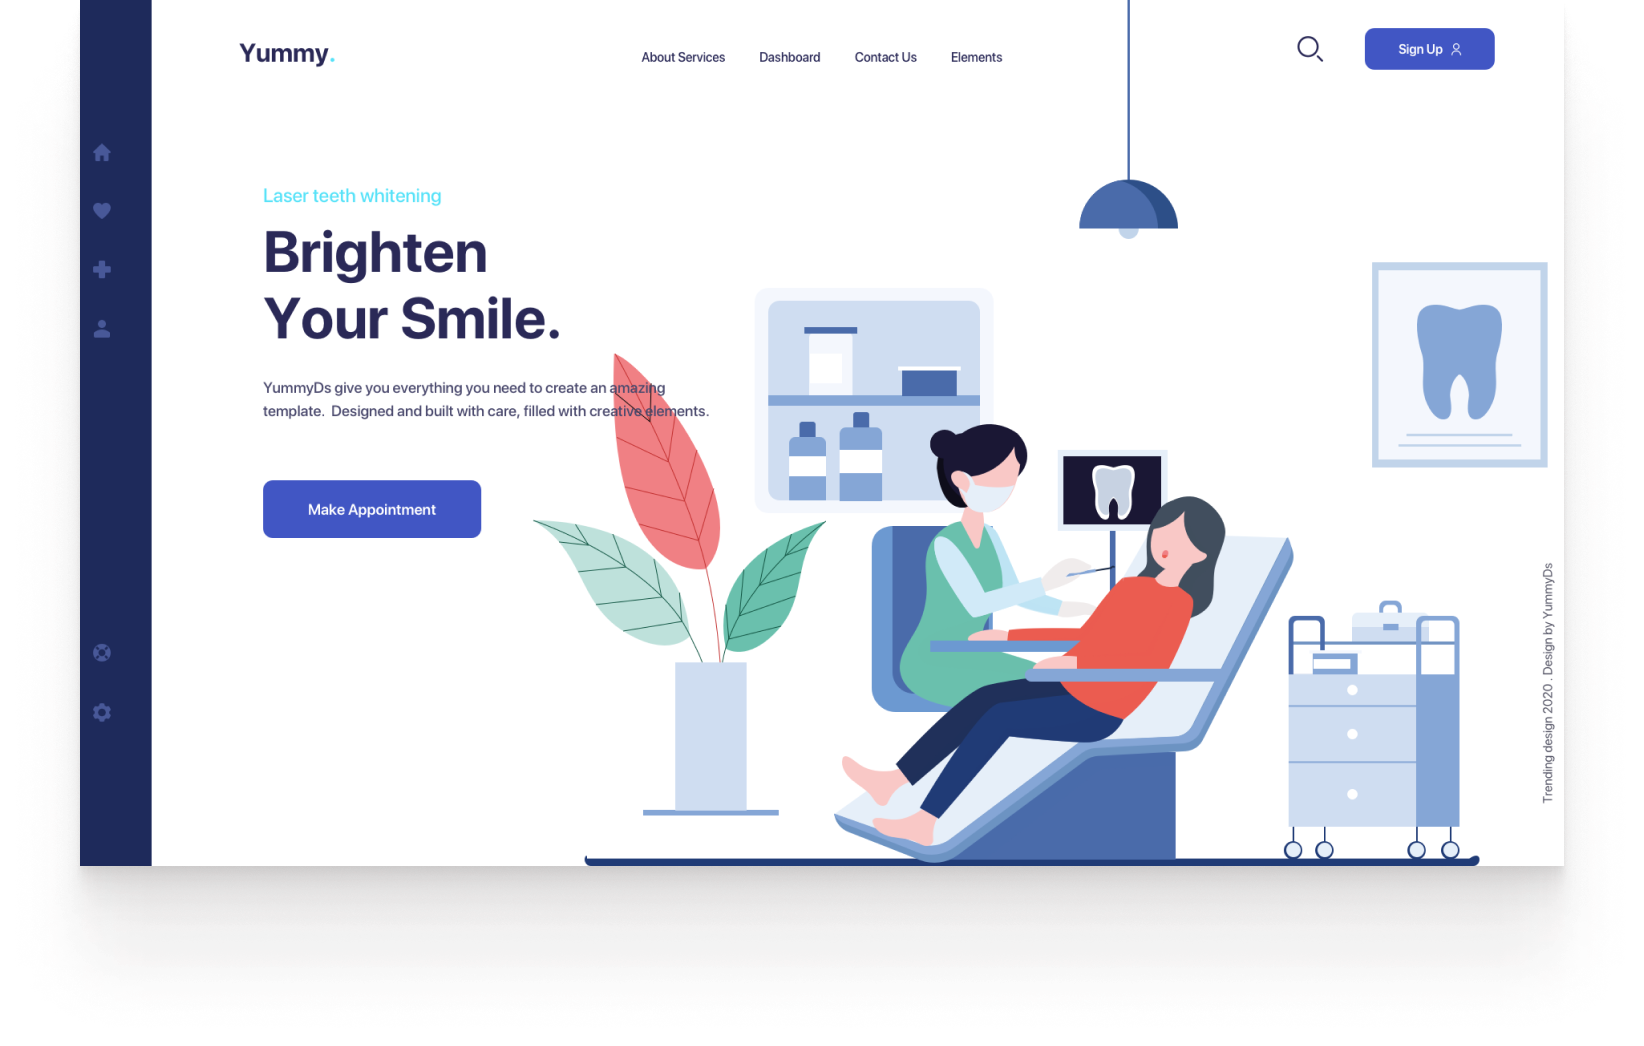 Yummy.
About Services
Dashboard
Contact Us
Elements
Sign Up
Laser teeth whitening
Brighten
Your Smile.
YummyDs give you everything you need to create an amazing
template.  Designed and built with care, filled with creative elements.
Make Appointment
Trending design 2020 . Design by YummyDs